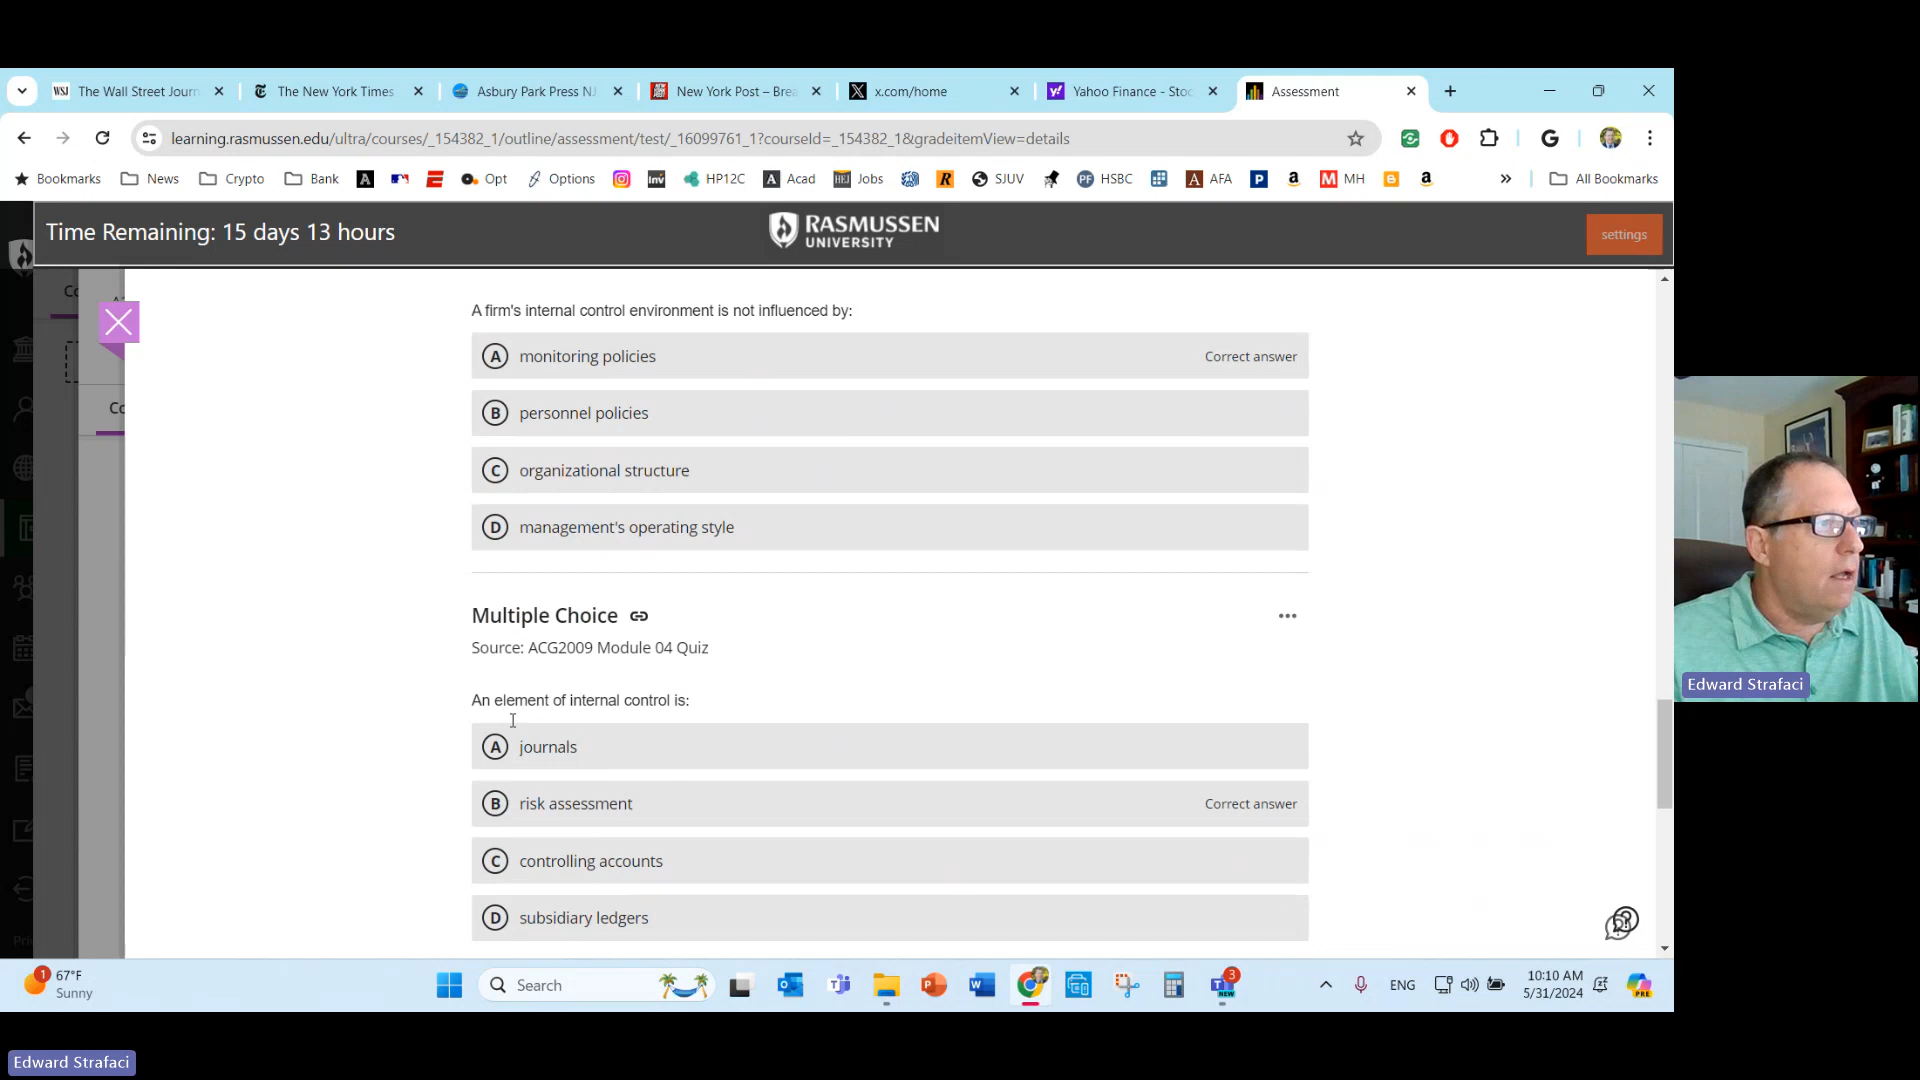 The Wall Street Journ
The New York Times
Asbury Park Press NJ
New York Post – Brea
x.com/home
Yahoo Finance - Stoc
Assessment
learning.rasmussen.edu/ultra/courses/_154382_1/outline/assessment/test/_16099761_1?courseId=_154382_1&gradeitemView=details
Bookmarks News Crypto Bank Opt Options HP12C Acad Jobs SJUV HSBC AFA MH » All Bookmarks
Time Remaining: 15 days 13 hours
RASMUSSEN
UNIVERSITY
settings
A firm's internal control environment is not influenced by:
A monitoring policies Correct answer
B personnel policies
C organizational structure
D management's operating style
Multiple Choice
Source: ACG2009 Module 04 Quiz
An element of internal control is:
A journals
B risk assessment Correct answer
C controlling accounts
D subsidiary ledgers
Edward Strafaci
1 67°F
Sunny
Search
3
NEW
ENG
10:10 AM
5/31/2024
PRE
Edward Strafaci